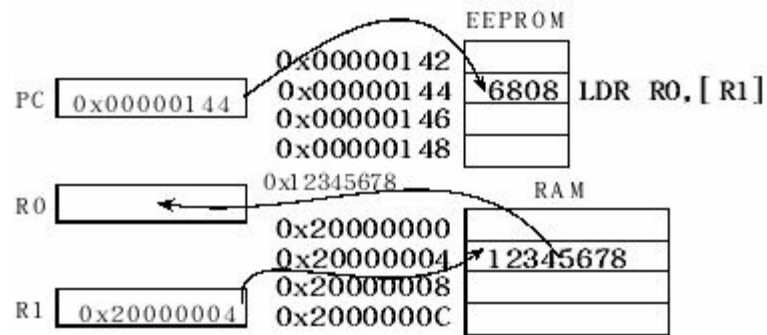 EEPROM
0x00000142
PC 0x00000144 0x00000144 6808 LDR R0,[R1]
0x00000146
0x00000148
0x12345678 RAM
R0
0x20000000
0x20000004 12345678
0x20000008
R1 0x20000004 0x2000000C